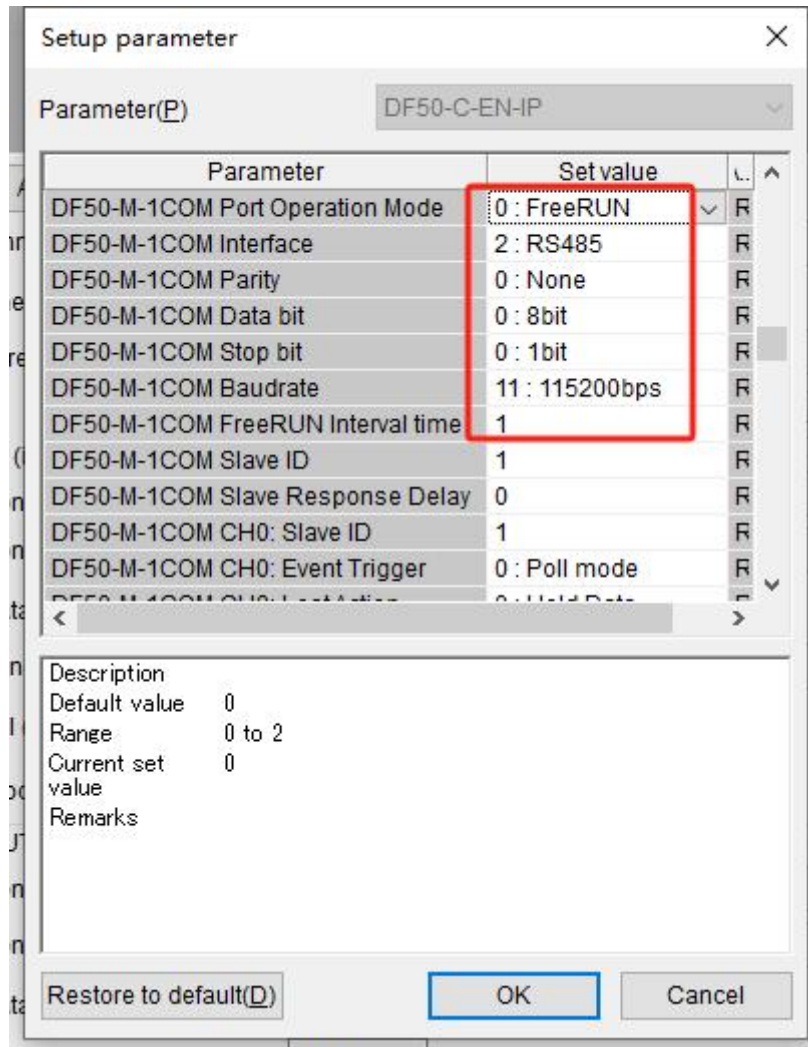 Setup parameter
Parameter(P) DF50-C-EN-IP
Parameter Set value
DF50-M-1COM Port Operation Mode 0 : FreeRUN R
DF50-M-1COM Interface 2 : RS485 R
DF50-M-1COM Parity 0 : None R
DF50-M-1COM Data bit 0 : 8bit R
DF50-M-1COM Stop bit 0 : 1bit R
DF50-M-1COM Baudrate 11 : 115200bps R
DF50-M-1COM FreeRUN Interval time 1 R
DF50-M-1COM Slave ID 1 R
DF50-M-1COM Slave Response Delay 0 R
DF50-M-1COM CH0: Slave ID 1 R
DF50-M-1COM CH0: Event Trigger 0 : Poll mode R
Description
Default value 0
Range 0 to 2
Current set 0
value
Remarks
Restore to default(D) OK Cancel